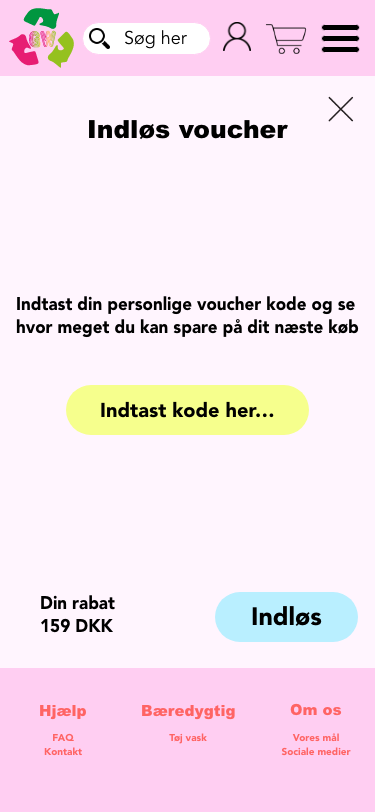 Søg her
Indløs voucher
Indtast din personlige voucher kode og se
hvor meget du kan spare på dit næste køb
Indtast kode her...
Din rabat
159 DKK
Indløs
Hjælp
FAQ
Kontakt
Bæredygtig
Tøj vask
Om os
Vores mål
Sociale medier